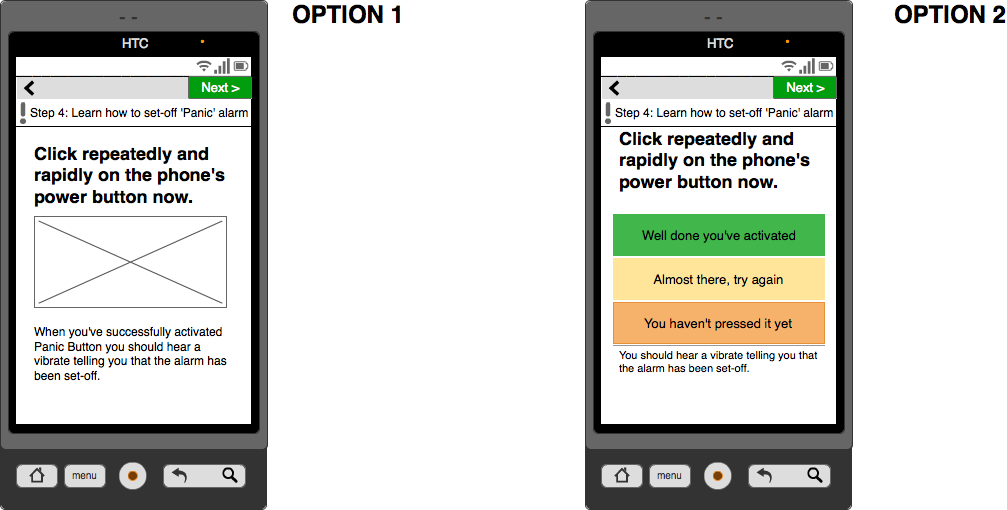 OPTION 1
HTC
Next >
Step 4: Learn how to set-off 'Panic' alarm
Click repeatedly and
rapidly on the phone's
power button now.
When you've successfully activated
Panic Button you should hear a
vibrate telling you that the alarm has
been set-off.
menu
OPTION 2
HTC
Next >
Step 4: Learn how to set-off 'Panic' alarm
Click repeatedly and
rapidly on the phone's
power button now.
Well done you've activated
Almost there, try again
You haven't pressed it yet
You should hear a vibrate telling you that
the alarm has been set-off.
menu